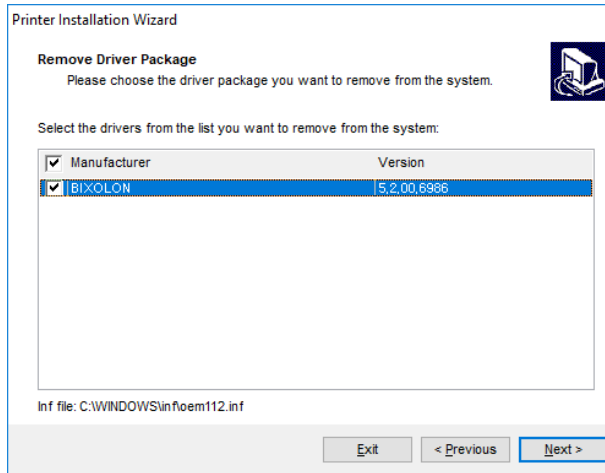 Printer Installation Wizard
Remove Driver Package
Please choose the driver package you want to remove from the system.
Select the drivers from the list you want to remove from the system:
Manufacturer Version
BIXOLON 5,2,00,6986
Inf file: C:\WINDOWS\inf\oem112.inf
Exit < Previous Next >